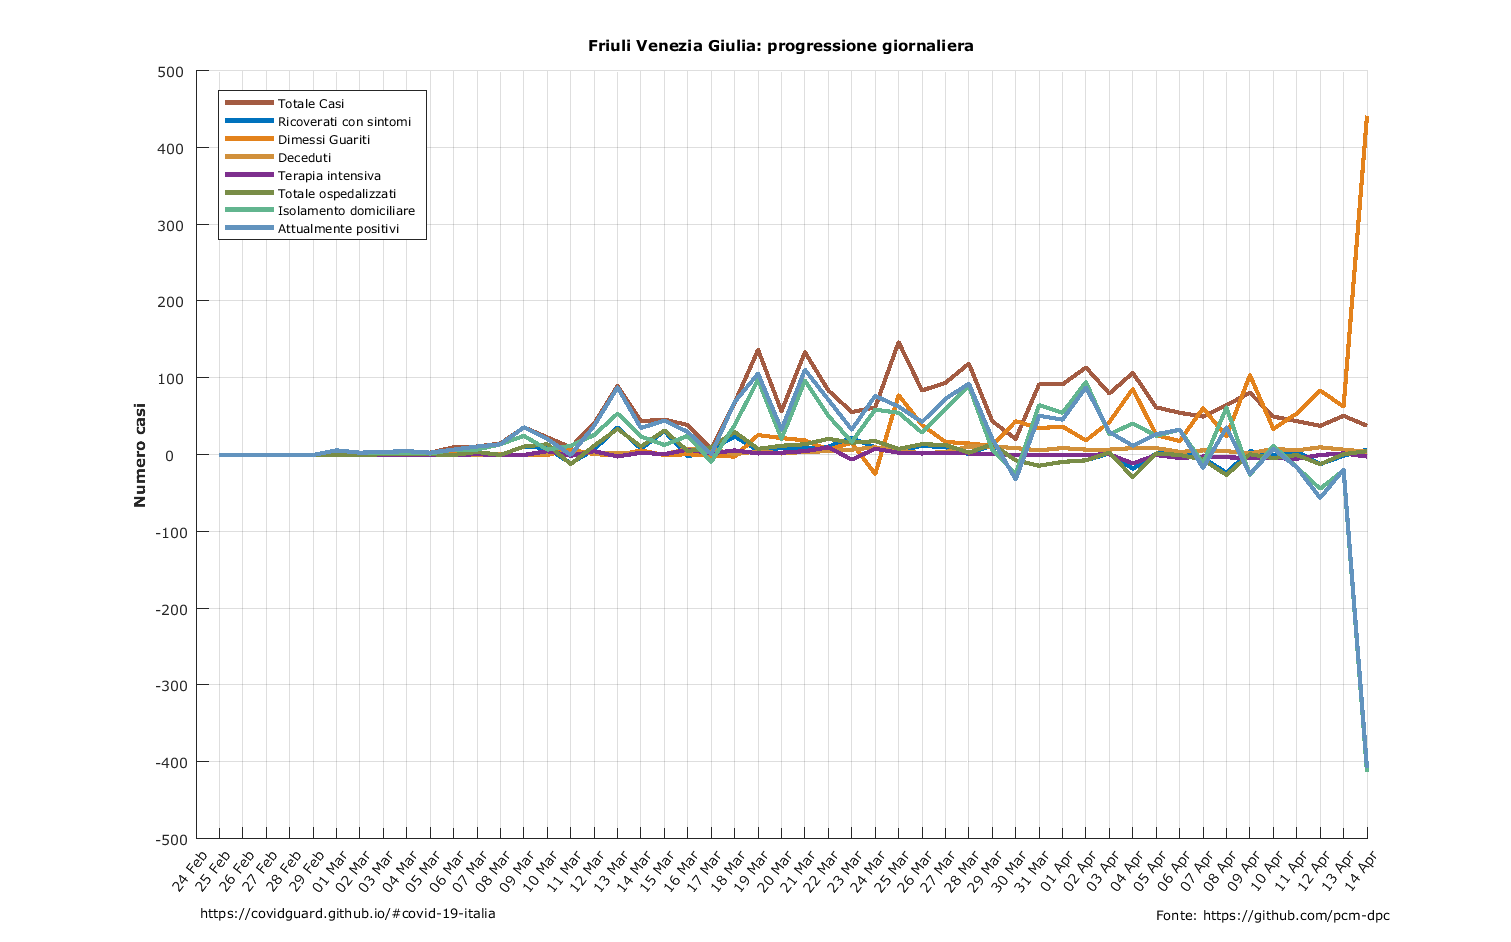 Friuli Venezia Giulia: progressione giornaliera
500
400
300
200
100
0
-100
-200
-300
-400
-500
Numero casi
Totale Casi
Ricoverati con sintomi
Dimessi Guariti
Deceduti
Terapia intensiva
Totale ospedalizzati
Isolamento domiciliare
Attualmente positivi
24 Feb
25 Feb
26 Feb
27 Feb
28 Feb
29 Feb
01 Mar
02 Mar
03 Mar
04 Mar
05 Mar
06 Mar
07 Mar
08 Mar
09 Mar
10 Mar
11 Mar
12 Mar
13 Mar
14 Mar
15 Mar
16 Mar
17 Mar
18 Mar
19 Mar
20 Mar
21 Mar
22 Mar
23 Mar
24 Mar
25 Mar
26 Mar
27 Mar
28 Mar
29 Mar
30 Mar
31 Mar
01 Apr
02 Apr
03 Apr
04 Apr
05 Apr
06 Apr
07 Apr
08 Apr
09 Apr
10 Apr
11 Apr
12 Apr
13 Apr
14 Apr
https://covidguard.github.io/#covid-19-italia
Fonte: https://github.com/pcm-dpc